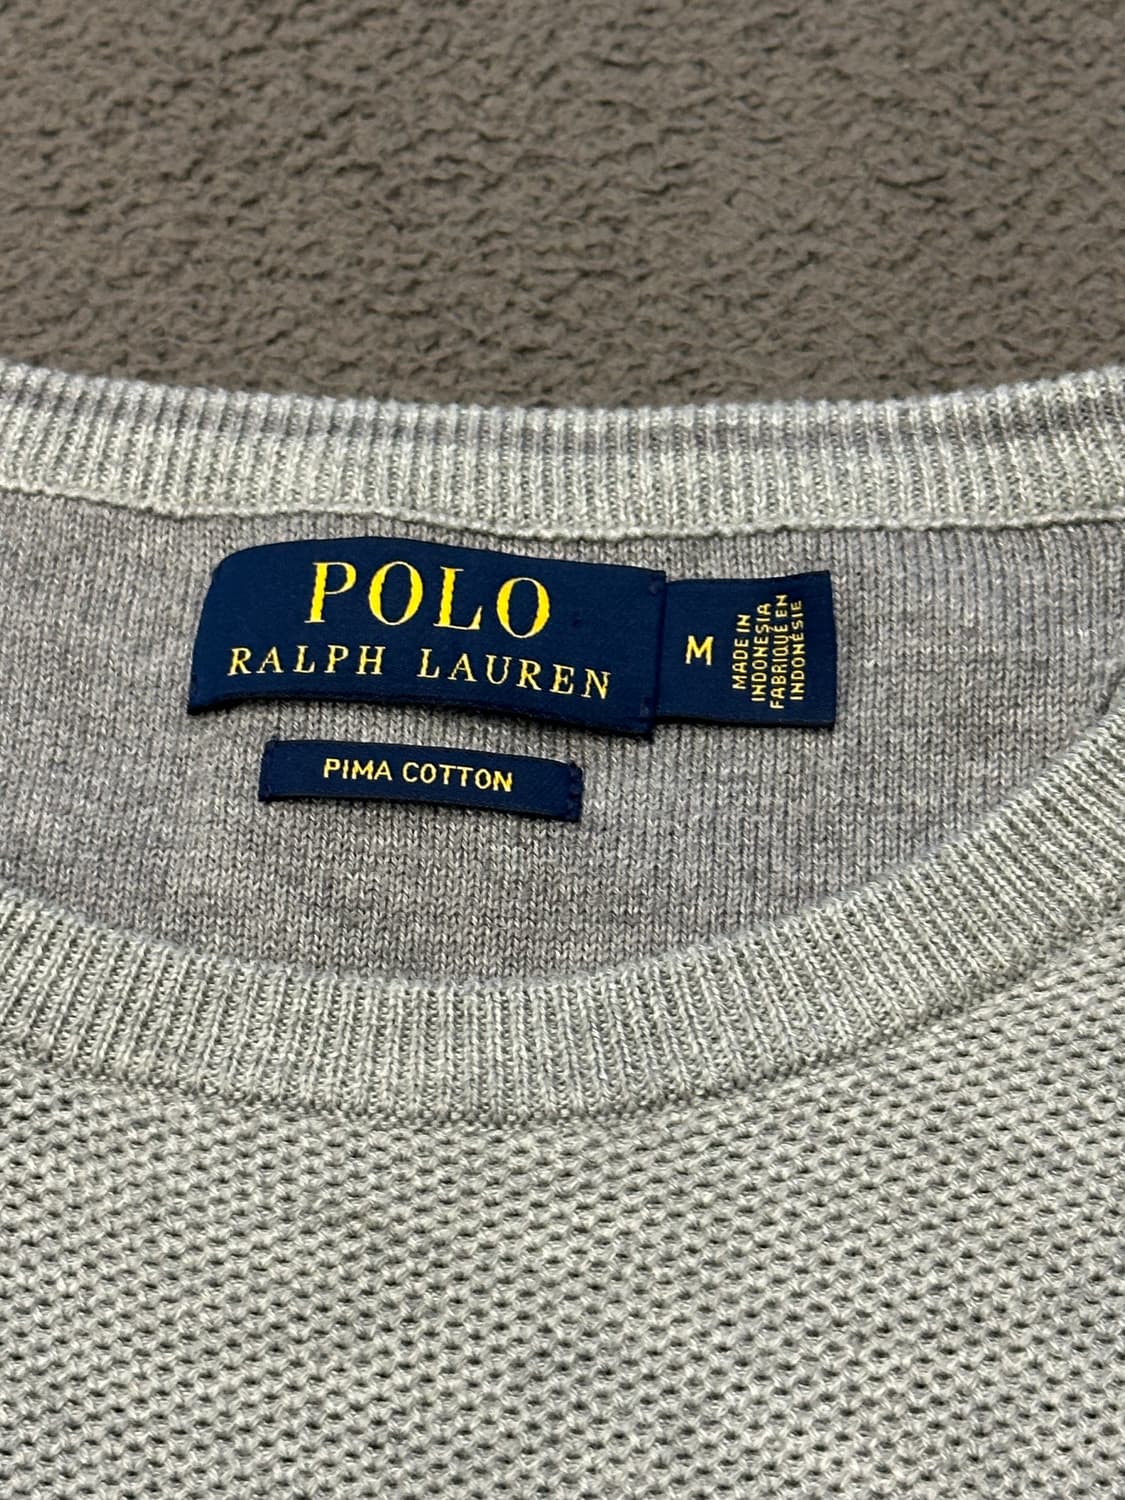 POLO
RALPH LAUREN
M
MADE IN
INDONESIA
FABRIQUÉ EN
INDONÉSIE
PIMA COTTON